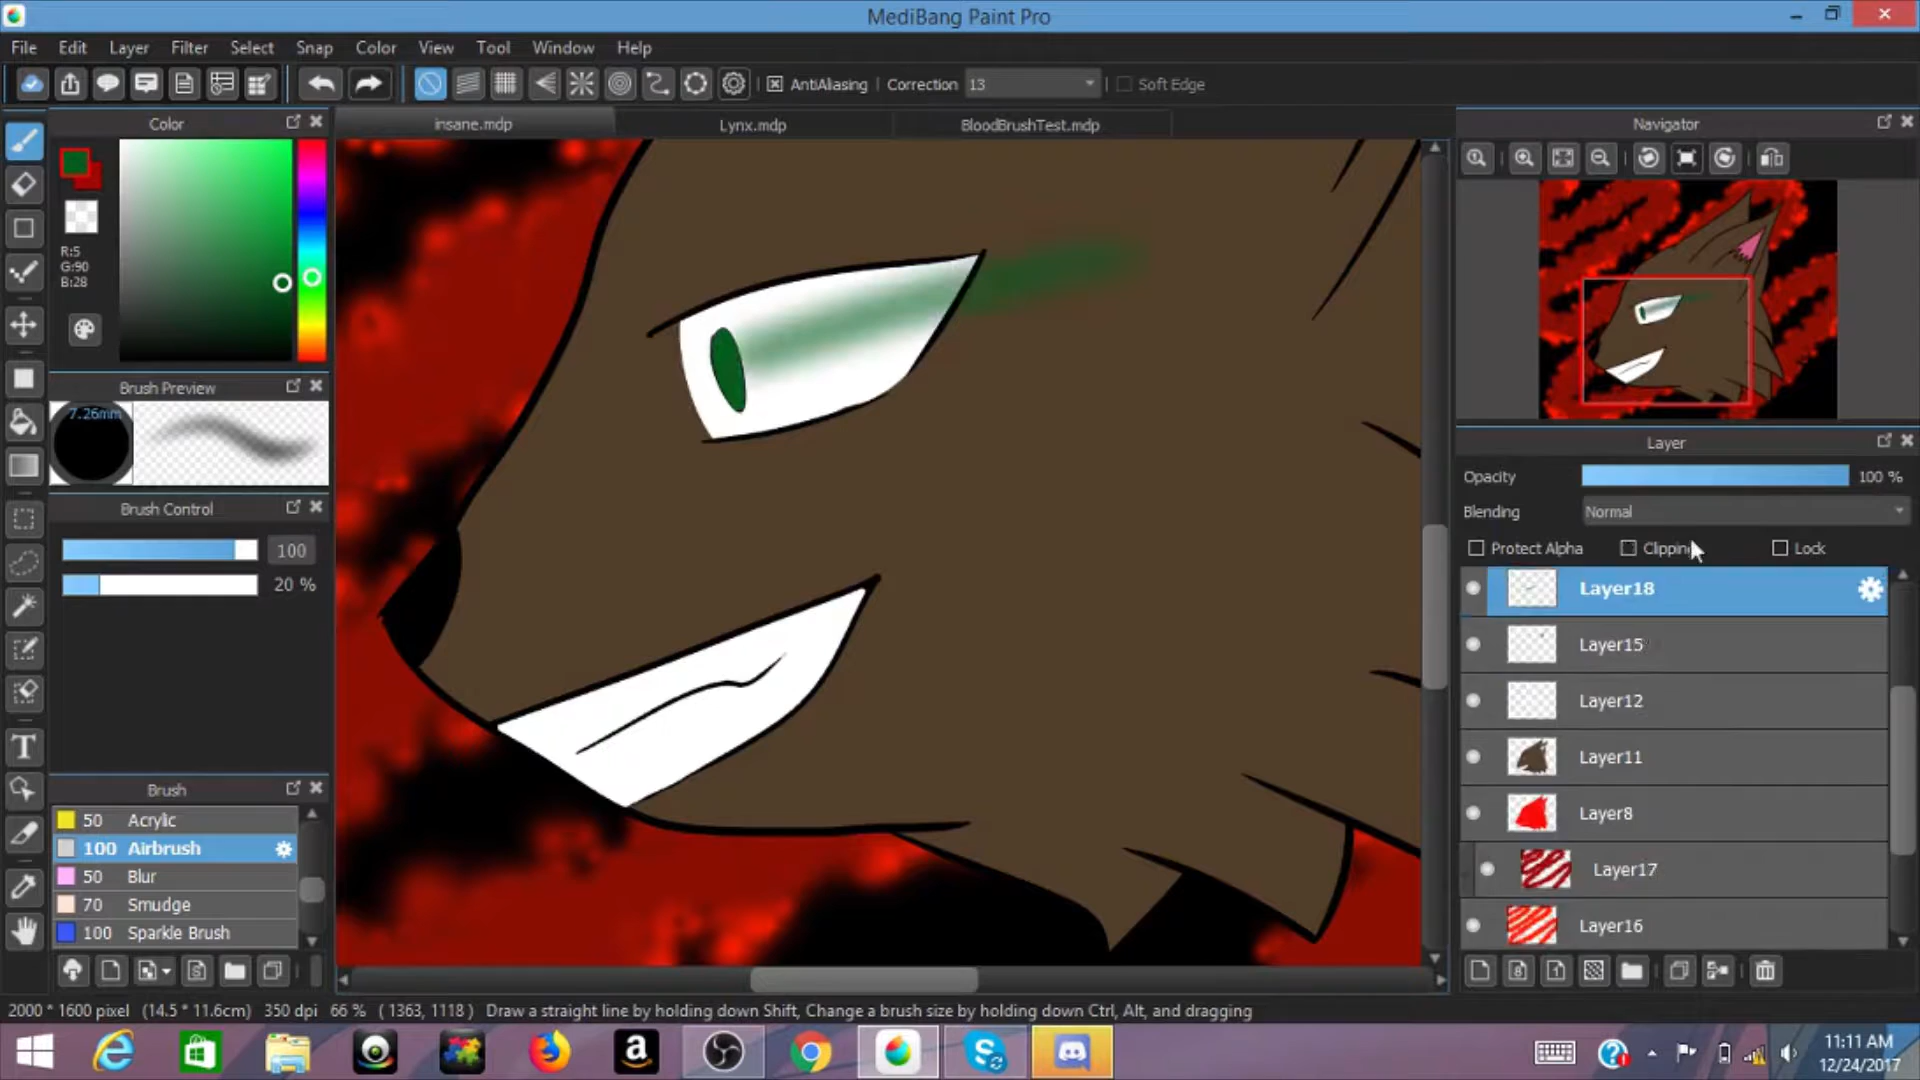 MediBang Paint Pro
File Edit Layer Filter Select Snap Color View Tool Window Help
AntiAliasing Correction 13 Soft Edge
Color
R:5
G:90
B:28
Brush Preview
7.26mm
Brush Control
100
20 %
Brush
50 Acrylic
100 Airbrush
50 Blur
70 Smudge
100 Sparkle Brush
insane.mdp Lynx.mdp BloodBrushTest.mdp
Navigator
Layer
Opacity 100 %
Blending Normal
Protect Alpha Clipping Lock
Layer18
Layer15
Layer12
Layer11
Layer8
Layer17
Layer16
2000 * 1600 pixel (14.5 * 11.6cm) 350 dpi 66 % ( 1363, 1118 ) Draw a straight line by holding down Shift, Change a brush size by holding down Ctrl, Alt, and dragging
11:11 AM
12/24/2017